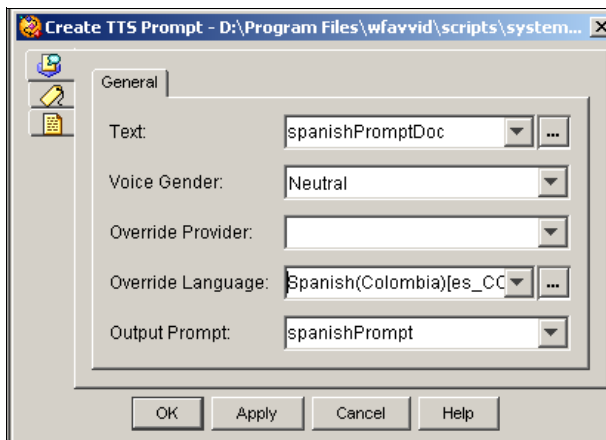 Create TTS Prompt - D:\Program Files\wfavvid\scripts\system...
General
Text: spanishPromptDoc ...
Voice Gender: Neutral
Override Provider:
Override Language: Spanish(Colombia)[es_CO ...
Output Prompt: spanishPrompt
OK Apply Cancel Help